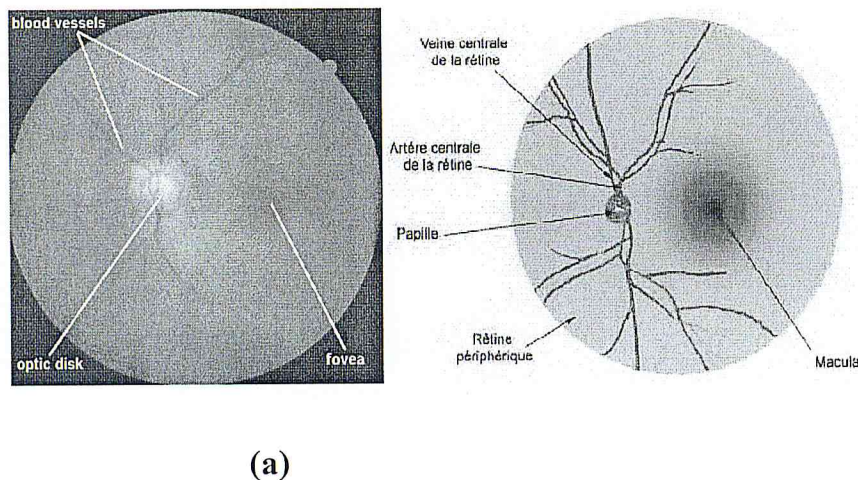 blood vessels
optic disk
fovea
Veine centrale
de la rétine
Artère centrale
de la rétine
Papille
Rétine
périphérique
Macula
(a)